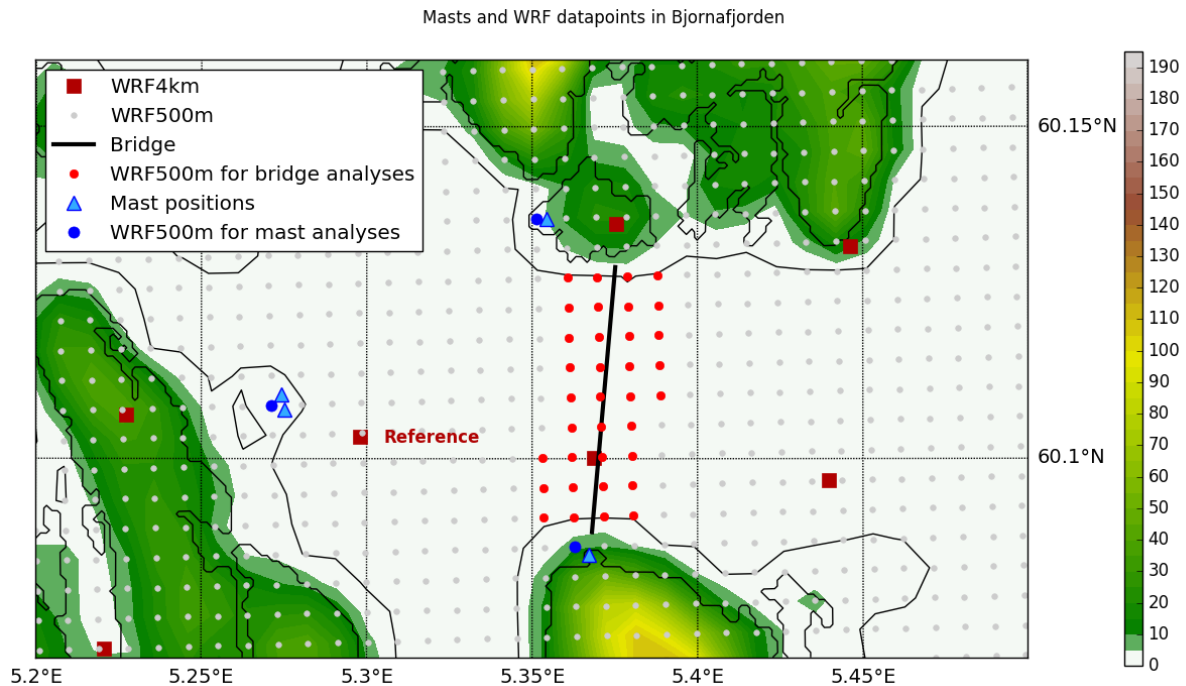 Masts and WRF datapoints in Bjornafjorden
WRF4km
WRF500m
Bridge
WRF500m for bridge analyses
Mast positions
WRF500m for mast analyses
Reference
60.15°N
60.1°N
5.2°E
5.25°E
5.3°E
5.35°E
5.4°E
5.45°E
190
180
170
160
150
140
130
120
110
100
90
80
70
60
50
40
30
20
10
0